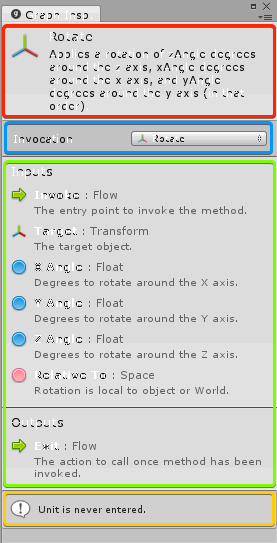 Graph Inspe
Rotate
Applies a rotation of zAngle degrees
around the z axis, xAngle degrees
around the x axis, and yAngle
degrees around the y axis (in that
order).
Invocation
Rotate
Inputs
Invoke : Flow
The entry point to invoke the method.
Target : Transform
The target object.
X Angle : Float
Degrees to rotate around the X axis.
Y Angle : Float
Degrees to rotate around the Y axis.
Z Angle : Float
Degrees to rotate around the Z axis.
Relative To : Space
Rotation is local to object or World.
Outputs
Exit : Flow
The action to call once method has been
invoked.
Unit is never entered.